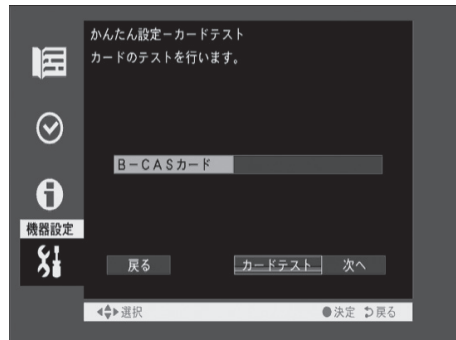 かんたん設定－カードテスト
カードのテストを行います。
B－CASカード
機器設定
戻る
カードテスト
次へ
選択
決定
戻る